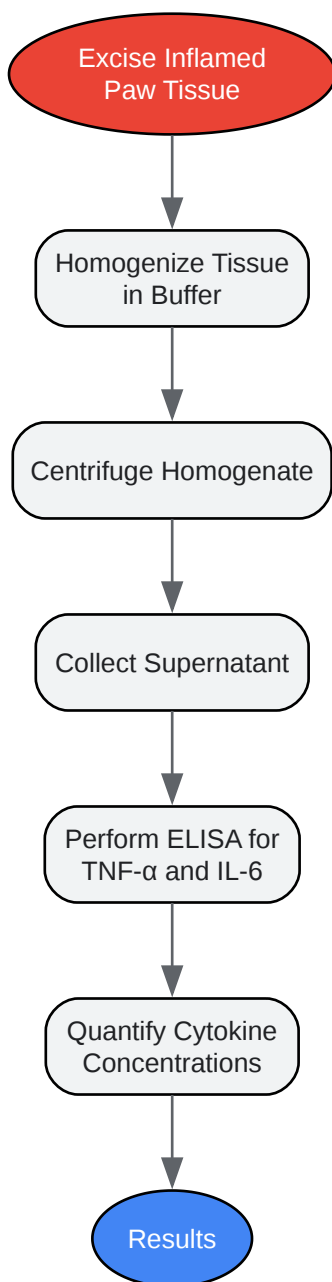 Excise Inflamed
Paw Tissue
Homogenize Tissue
in Buffer
Centrifuge Homogenate
Collect Supernatant
Perform ELISA for
TNF-α and IL-6
Quantify Cytokine
Concentrations
Results